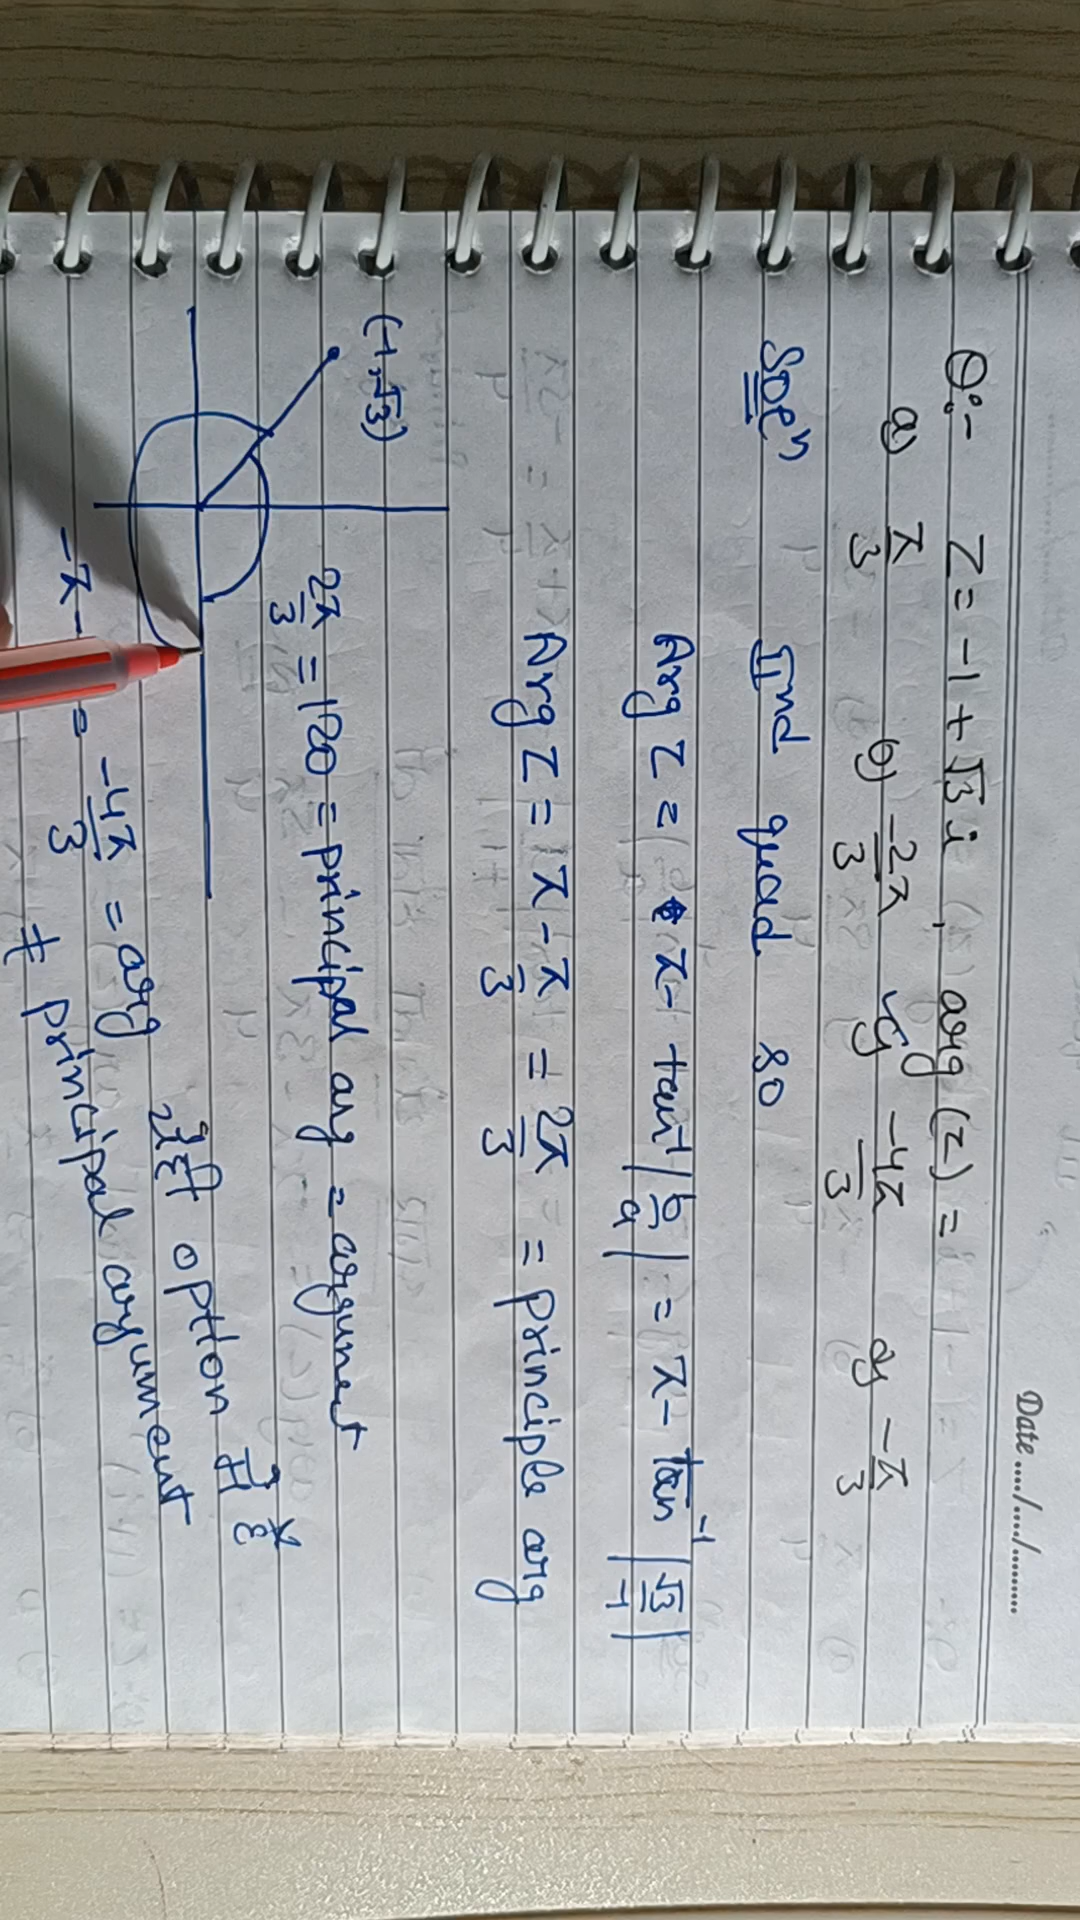 Date ..../..../.........
Q:- Z = -1 + √3 i , arg (z) =
a) π/3 b) -2π/3 c) -4π/3 d) -π/3
Solⁿ IInd quad so
Arg Z = π - tan⁻¹ |b/a| = π - tan⁻¹ |√3/-1|
Arg Z = π - π/3 = 2π/3 = principle arg
(-1, √3)
2π/3 = 120 = principal arg = argument
यही option में है
-π - = -4π/3 = arg
≠ principal argument